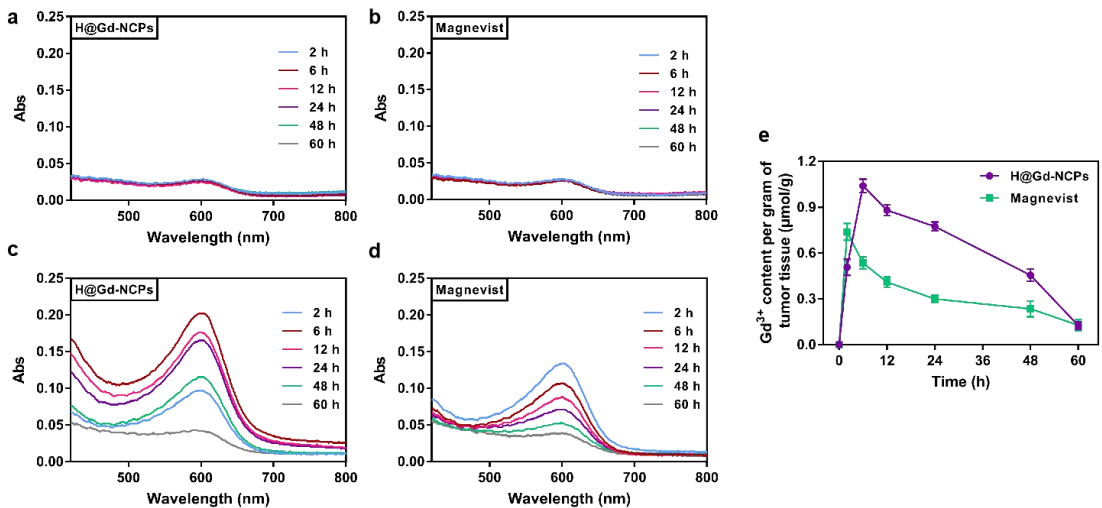 a
H@Gd-NCPs
0.25
0.20
0.15
0.10
0.05
0.00
Abs
500
600
700
800
Wavelength (nm)
2 h
6 h
12 h
24 h
48 h
60 h
b
Magnevist
0.25
0.20
0.15
0.10
0.05
0.00
Abs
500
600
700
800
Wavelength (nm)
2 h
6 h
12 h
24 h
48 h
60 h
c
H@Gd-NCPs
0.25
0.20
0.15
0.10
0.05
0.00
Abs
500
600
700
800
Wavelength (nm)
2 h
6 h
12 h
24 h
48 h
60 h
d
Magnevist
0.25
0.20
0.15
0.10
0.05
0.00
Abs
500
600
700
800
Wavelength (nm)
2 h
6 h
12 h
24 h
48 h
60 h
e
Gd³⁺ content per gram of
tumor tissue (µmol/g)
1.2
0.9
0.6
0.3
0.0
0
12
24
36
48
60
Time (h)
H@Gd-NCPs
Magnevist